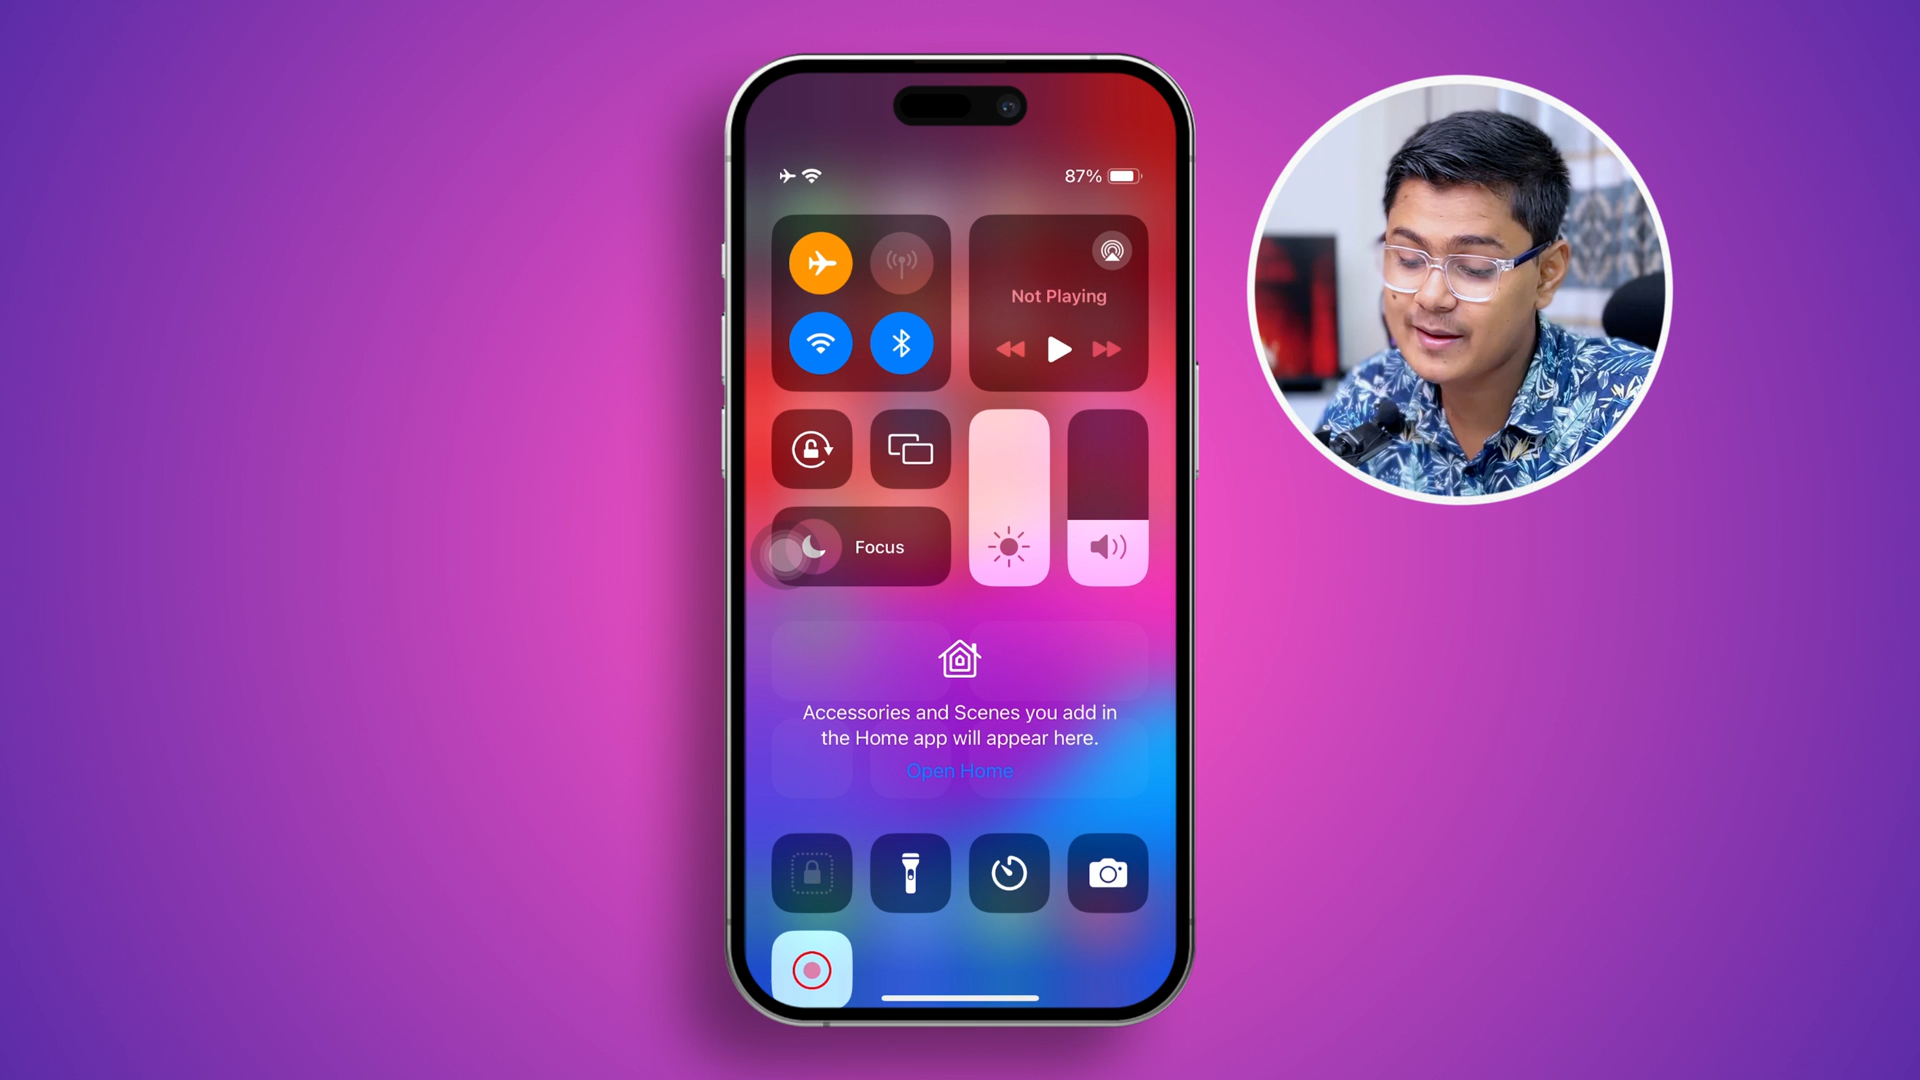 87%
Not Playing
Focus
Accessories and Scenes you add in
the Home app will appear here.
Open Home